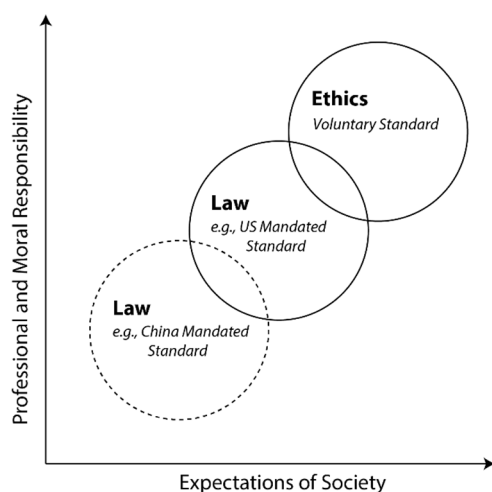 Professional and Moral Responsibility
Ethics
Voluntary Standard
Law
e.g., US Mandated
Standard
Law
e.g., China Mandated
Standard
Expectations of Society